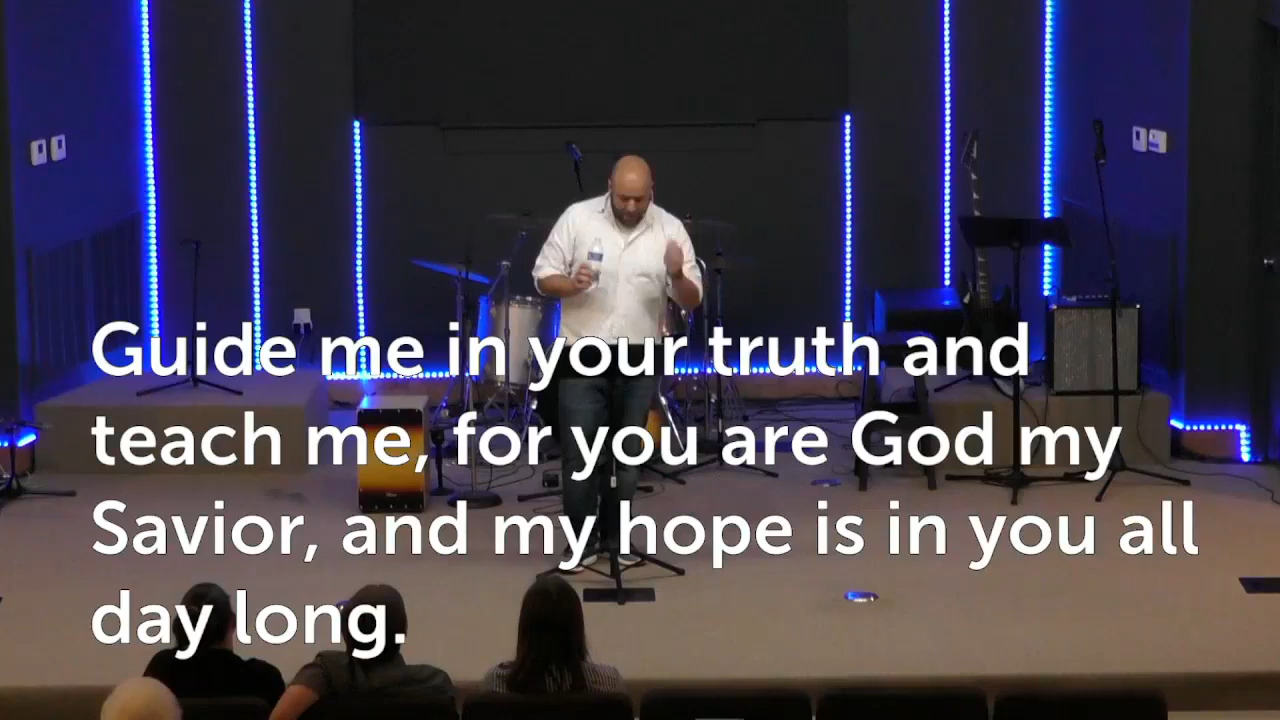 Guide me in your truth and
teach me, for you are God my
Savior, and my hope is in you all
day long.